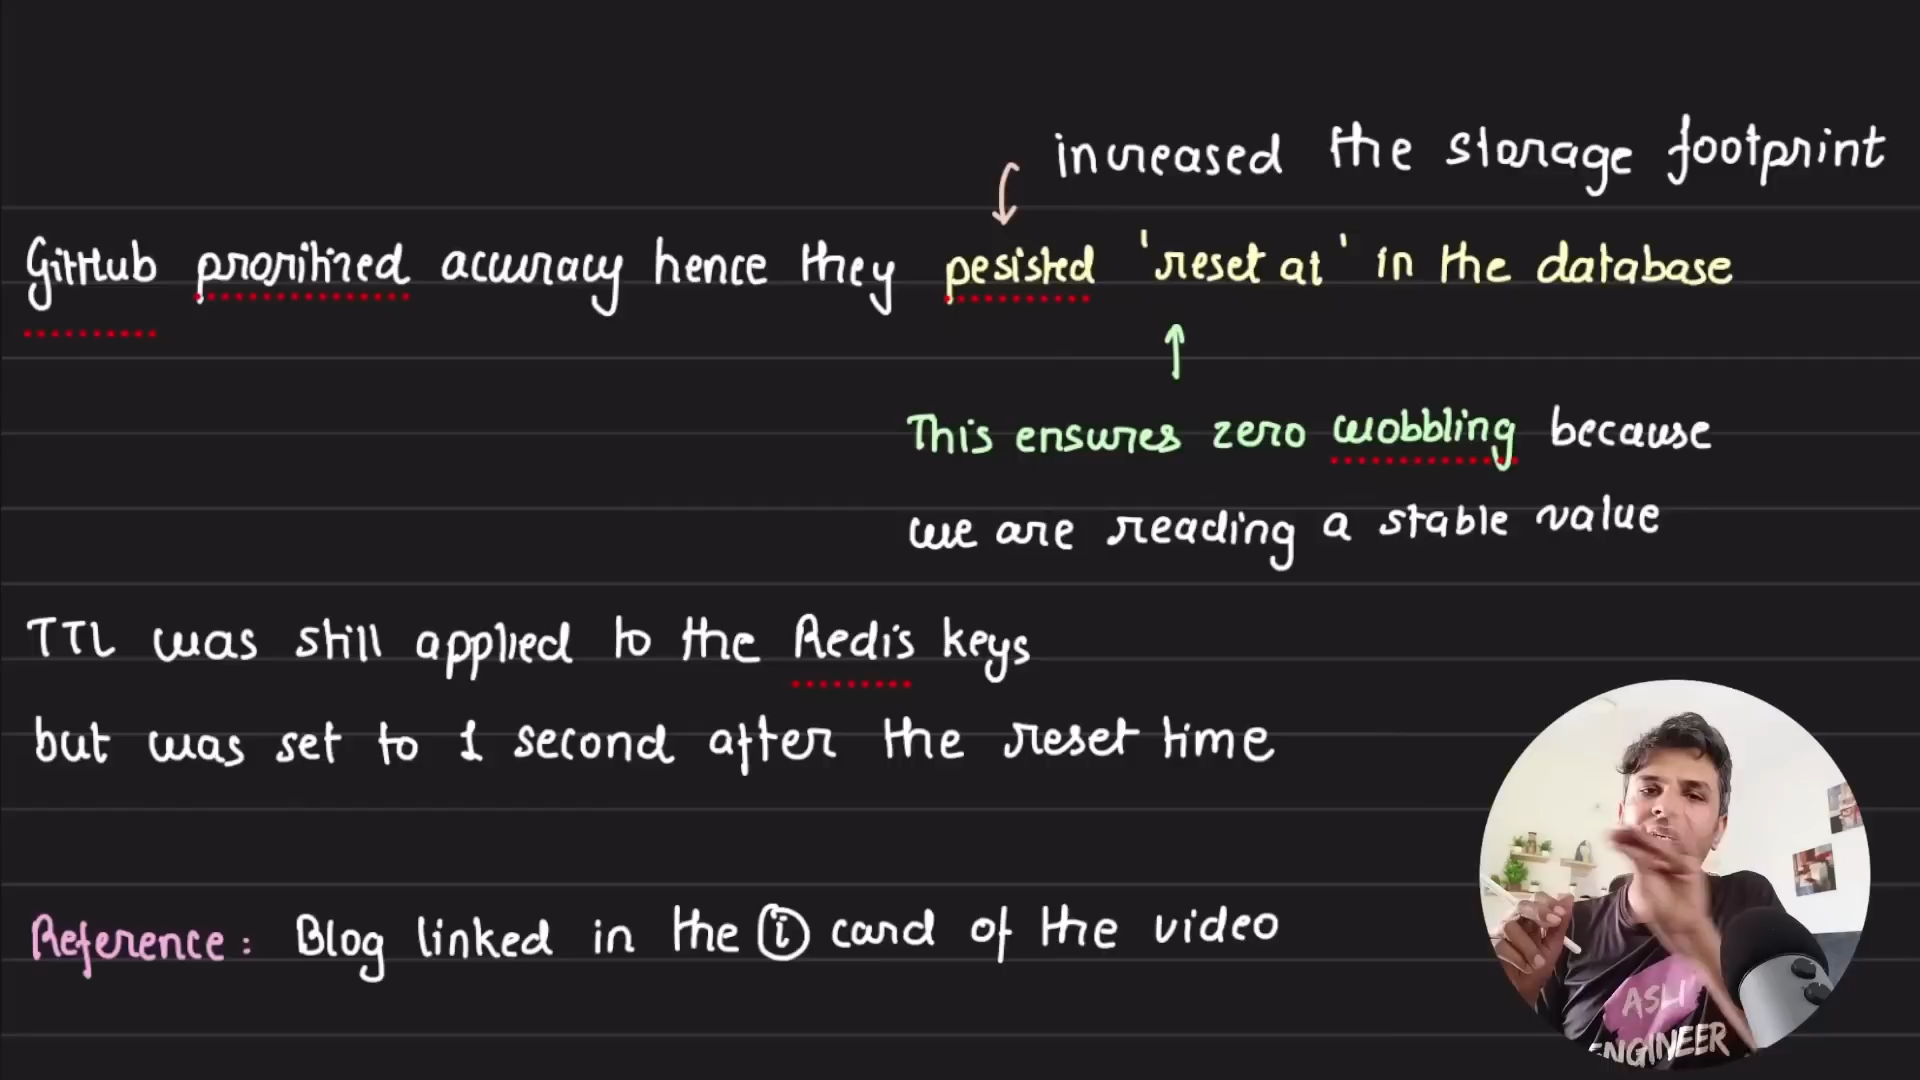 increased the storage footprint
GitHub prioritized accuracy hence they pesisted 'reset at' in the database
This ensures zero wobbling because
we are reading a stable value
TTL was still applied to the Redis keys
but was set to 1 second after the reset time
Reference: Blog linked in the i card of the video
ASLI
ENGINEER